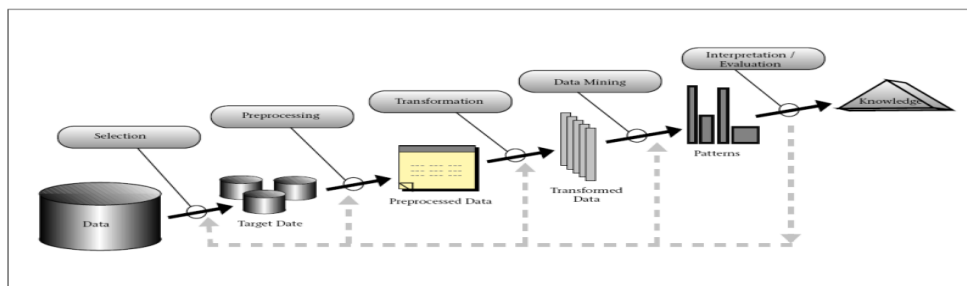 Interpretation /
Evaluation
Data Mining
Transformation
Knowledge
Preprocessing
Selection
Patterns
Transformed
Data
Preprocessed Data
Target Date
Data